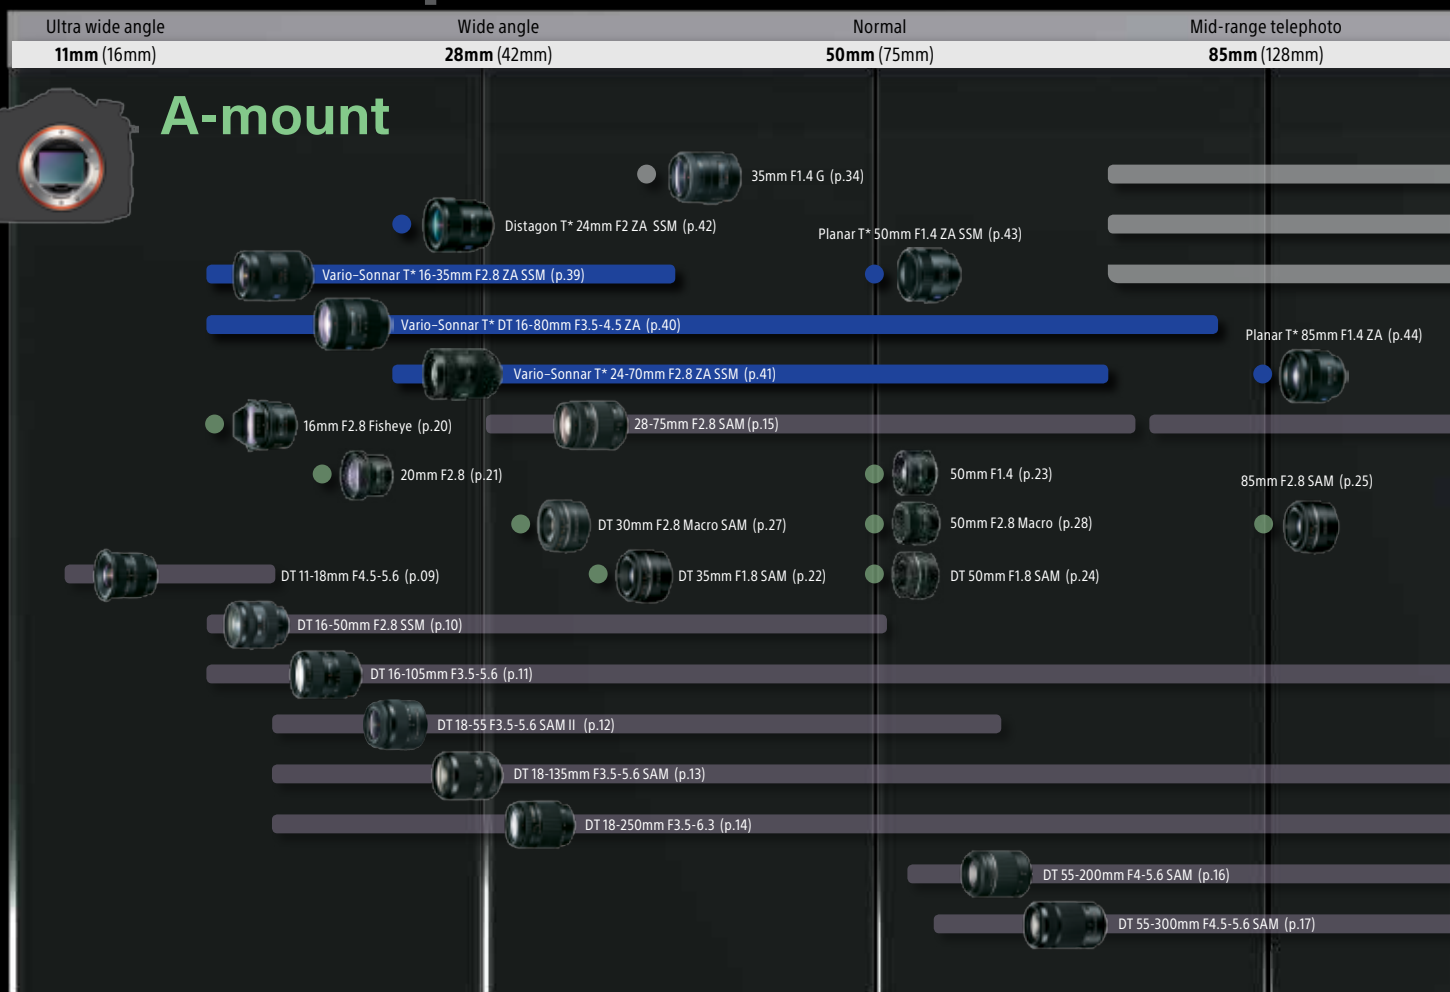 Ultra wide angle
Wide angle
Normal
Mid-range telephoto
11mm (16mm)
28mm (42mm)
50mm (75mm)
85mm (128mm)
A-mount
35mm F1.4 G (p.34)
Distagon T* 24mm F2 ZA SSM (p.42)
Planar T* 50mm F1.4 ZA SSM (p.43)
Vario-Sonnar T* 16-35mm F2.8 ZA SSM (p.39)
Vario-Sonnar T* DT 16-80mm F3.5-4.5 ZA (p.40)
Planar T* 85mm F1.4 ZA (p.44)
Vario-Sonnar T* 24-70mm F2.8 ZA SSM (p.41)
16mm F2.8 Fisheye (p.20)
28-75mm F2.8 SAM (p.15)
20mm F2.8 (p.21)
50mm F1.4 (p.23)
85mm F2.8 SAM (p.25)
DT 30mm F2.8 Macro SAM (p.27)
50mm F2.8 Macro (p.28)
DT 11-18mm F4.5-5.6 (p.09)
DT 35mm F1.8 SAM (p.22)
DT 50mm F1.8 SAM (p.24)
DT 16-50mm F2.8 SSM (p.10)
DT 16-105mm F3.5-5.6 (p.11)
DT 18-55 F3.5-5.6 SAM II (p.12)
DT 18-135mm F3.5-5.6 SAM (p.13)
DT 18-250mm F3.5-6.3 (p.14)
DT 55-200mm F4-5.6 SAM (p.16)
DT 55-300mm F4.5-5.6 SAM (p.17)